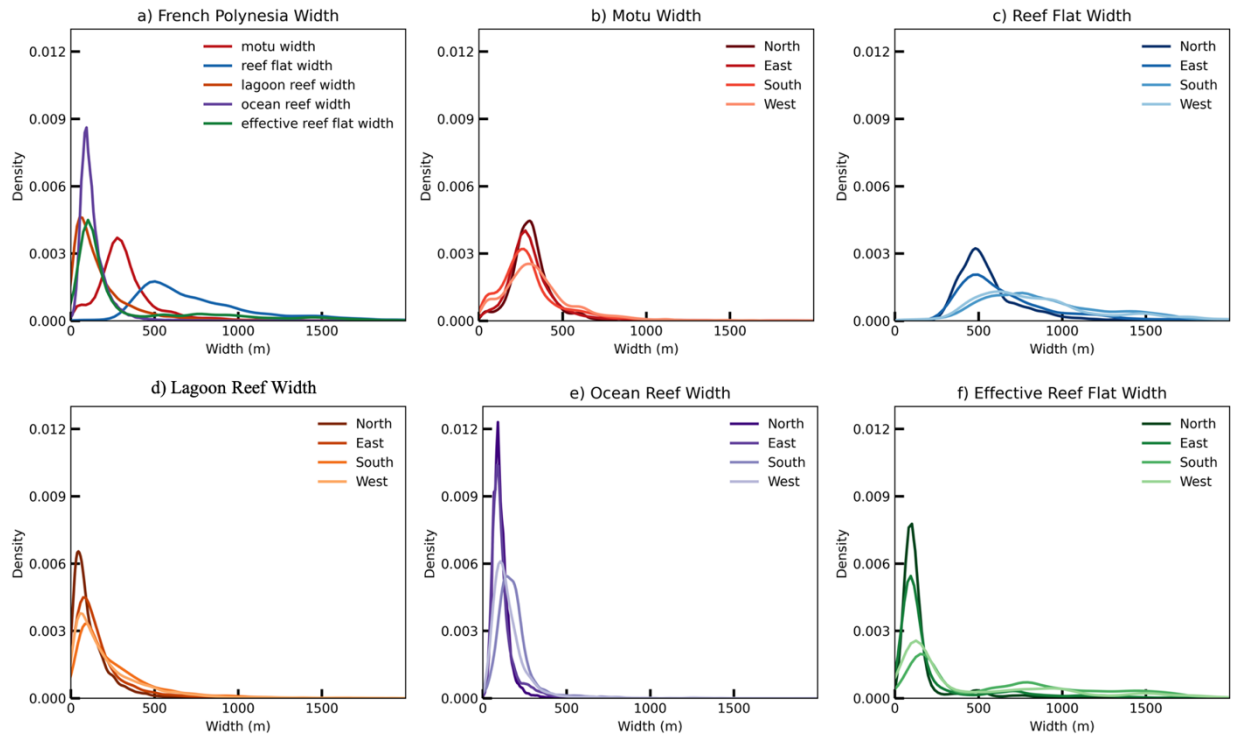 a) French Polynesia Width
0.012
0.009
0.006
0.003
0.000
Density
motu width
reef flat width
lagoon reef width
ocean reef width
effective reef flat width
0
500
1000
1500
Width (m)
b) Motu Width
0.012
0.009
0.006
0.003
0.000
Density
North
East
South
West
0
500
1000
1500
Width (m)
c) Reef Flat Width
0.012
0.009
0.006
0.003
0.000
Density
North
East
South
West
0
500
1000
1500
Width (m)
d) Lagoon Reef Width
0.012
0.009
0.006
0.003
0.000
Density
North
East
South
West
0
500
1000
1500
Width (m)
e) Ocean Reef Width
0.012
0.009
0.006
0.003
0.000
Density
North
East
South
West
0
500
1000
1500
Width (m)
f) Effective Reef Flat Width
0.012
0.009
0.006
0.003
0.000
Density
North
East
South
West
0
500
1000
1500
Width (m)